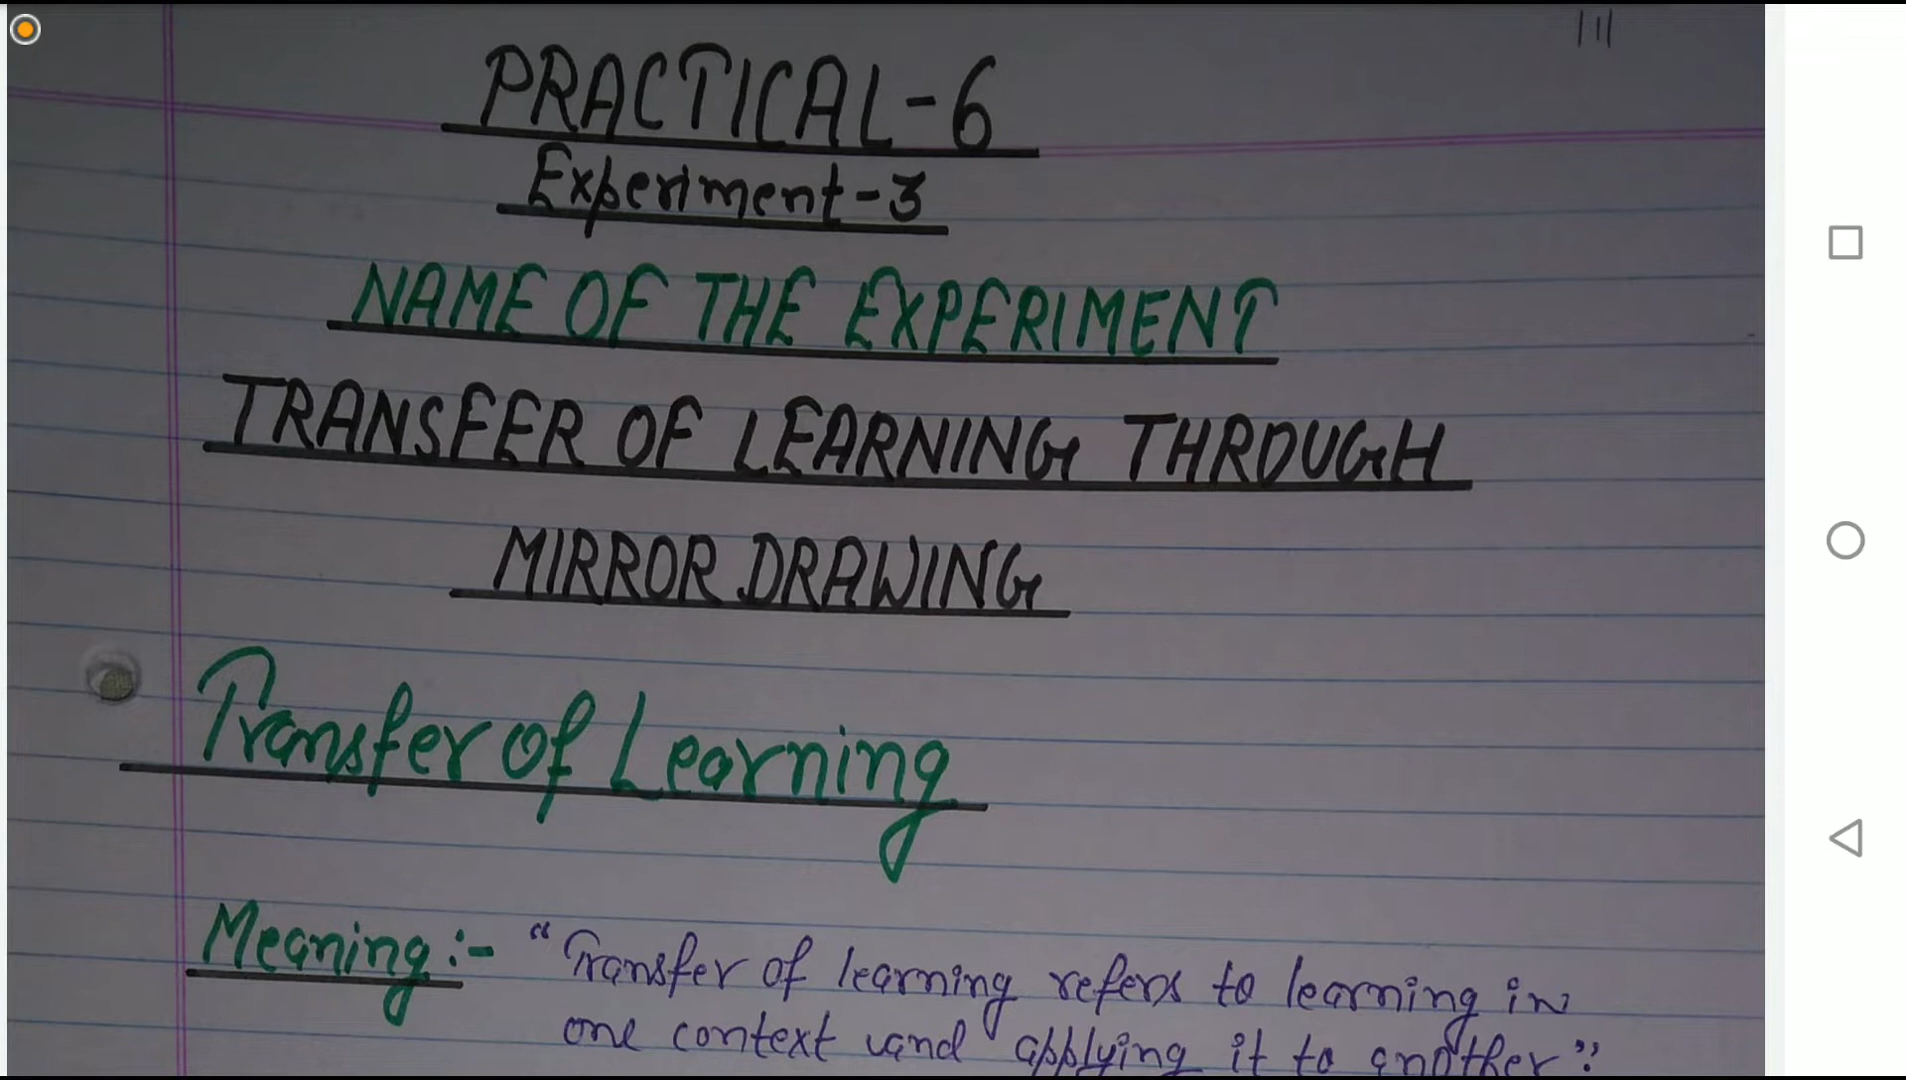 111
PRACTICAL-6
Experiment-3
NAME OF THE EXPERIMENT
TRANSFER OF LEARNING THROUGH
MIRROR DRAWING
Transfer of Learning
Meaning :- "Transfer of learning refers to learning in
one context and applying it to another"